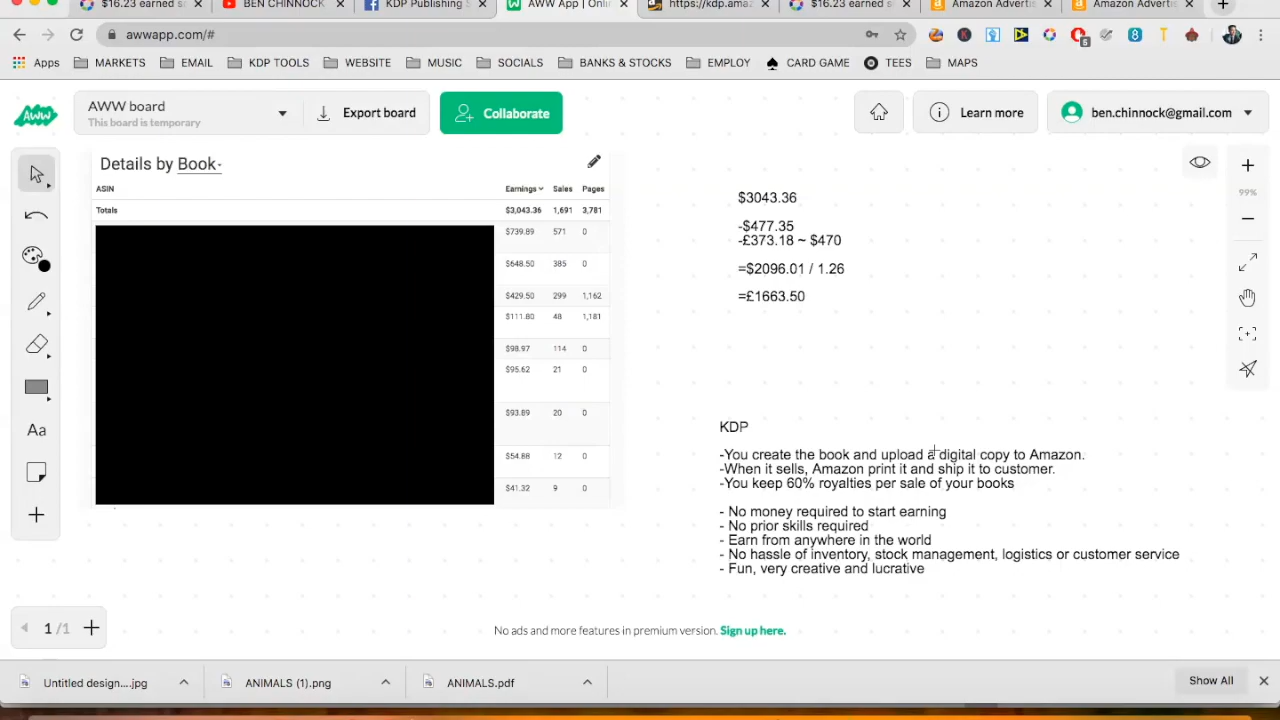 $16.23 earned s
BEN CHINNOCK
KDP Publishing S
AWW App | Onli
https://kdp.amaz
$16.23 earned s
Amazon Advertis
Amazon Advertis
awwapp.com/#
Apps
MARKETS
EMAIL
KDP TOOLS
WEBSITE
MUSIC
SOCIALS
BANKS & STOCKS
EMPLOY
CARD GAME
TEES
MAPS
AWW
AWW board
This board is temporary
Export board
Collaborate
Learn more
ben.chinnock@gmail.com
99%
Aa
Details by Book-
ASIN Earnings Sales Pages
Totals $3,043.36 1,691 3,781
$739.89 571 0
$648.50 385 0
$429.50 299 1,162
$111.80 48 1,181
$98.97 114 0
$95.62 21 0
$93.89 20 0
$54.88 12 0
$41.32 9 0
$3043.36
-$477.35
-£373.18 ~ $470
=$2096.01 / 1.26
=£1663.50
KDP
-You create the book and upload a digital copy to Amazon.
-When it sells, Amazon print it and ship it to customer.
-You keep 60% royalties per sale of your books
- No money required to start earning
- No prior skills required
- Earn from anywhere in the world
- No hassle of inventory, stock management, logistics or customer service
- Fun, very creative and lucrative
1 /1
No ads and more features in premium version. Sign up here.
Untitled design....jpg
ANiMALS (1).png
ANiMALS.pdf
Show All